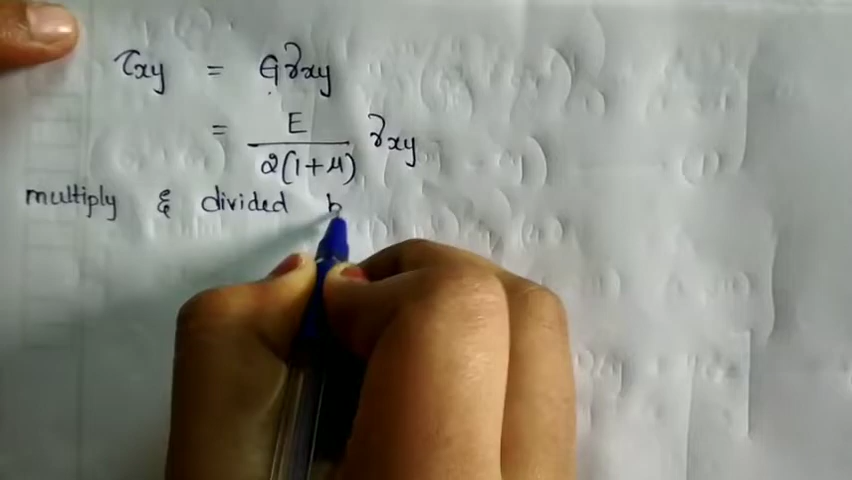 τxy = Gγxy
= E / 2(1+μ) γxy
multiply & divided b